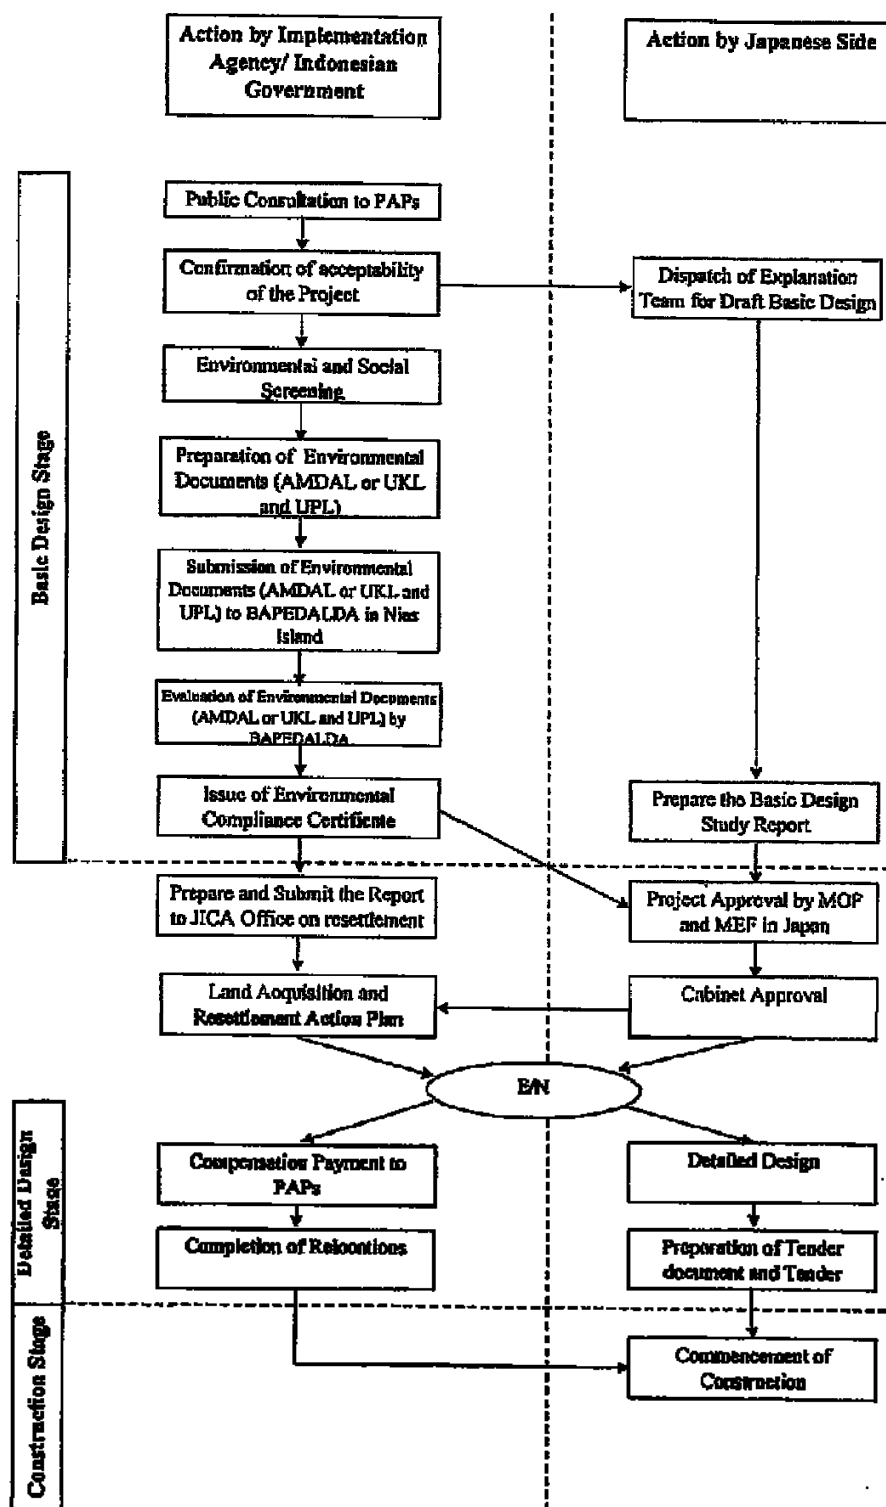 Action by Implementation
Agency/ Indonesian
Government
Action by Japanese Side
Basic Design Stage
Public Consultation to PAPs
Confirmation of acceptability
of the Project
Dispatch of Explanation
Team for Draft Basic Design
Environmental and Social
Screening
Preparation of Environmental
Documents (AMDAL or UKL
and UPL)
Submission of Environmental
Documents (AMDAL or UKL and
UPL) to BAPEDALDA in Nias
Island
Evaluation of Environmental Documents
(AMDAL or UKL and UPL) by
BAPEDALDA
Issue of Environmental
Compliance Certificate
Prepare the Basic Design
Study Report
Prepare and Submit the Report
to JICA Office on resettlement
Project Approval by MOF
and MEF in Japan
Land Acquisition and
Resettlement Action Plan
Cabinet Approval
E/N
Detailed Design
Stage
Compensation Payment to
PAPs
Detailed Design
Completion of Relocations
Preparation of Tender
document and Tender
Construction Stage
Commencement of
Construction